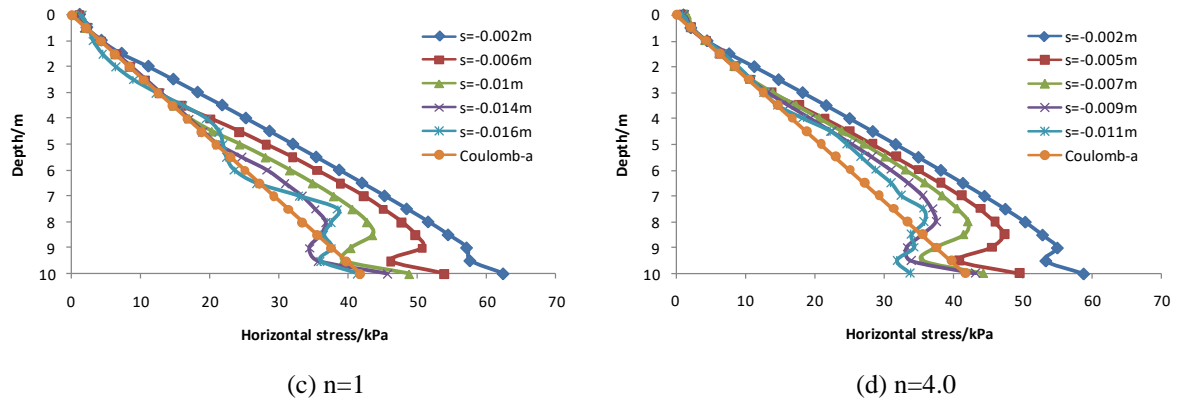 0
1
2
3
4
5
6
7
8
9
10
Depth/m
0 10 20 30 40 50 60 70
Horizontal stress/kPa
s=-0.002m
s=-0.006m
s=-0.01m
s=-0.014m
s=-0.016m
Coulomb-a
(c) n=1
0
1
2
3
4
5
6
7
8
9
10
Depth/m
0 10 20 30 40 50 60 70
Horizontal stress/kPa
s=-0.002m
s=-0.005m
s=-0.007m
s=-0.009m
s=-0.011m
Coulomb-a
(d) n=4.0